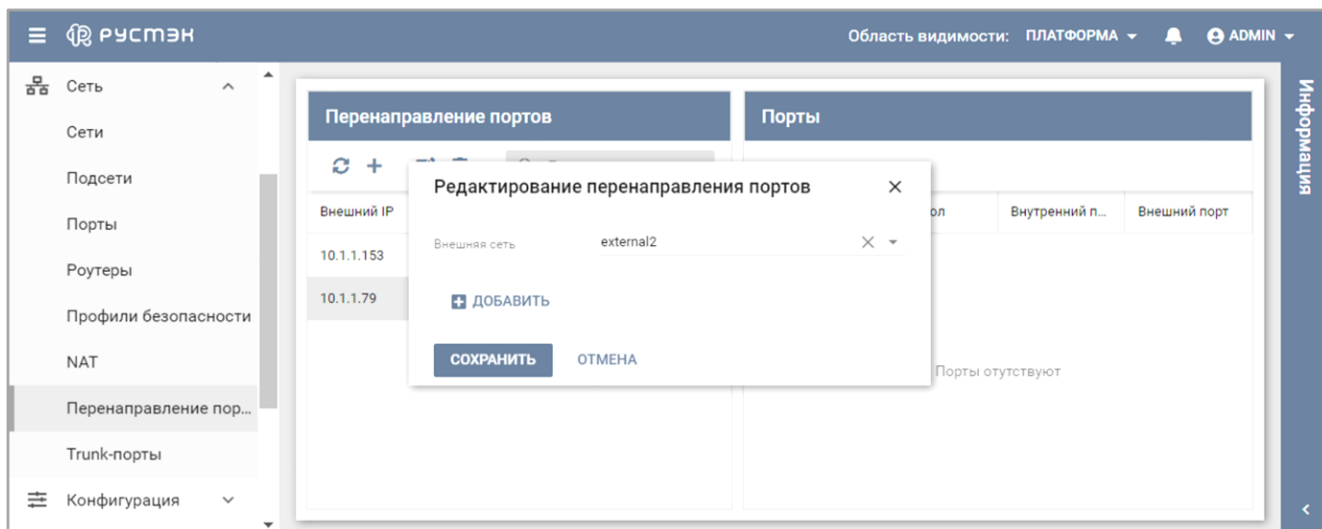 РУСТЭК
Область видимости: ПЛАТФОРМА
ADMIN
Сеть
Сети
Подсети
Порты
Роутеры
Профили безопасности
NAT
Перенаправление пор...
Trunk-порты
Конфигурация
Перенаправление портов
Внешний IP
10.1.1.153
10.1.1.79
Порты
ол
Внутренний п...
Внешний порт
Порты отутствуют
Редактирование перенаправления портов
Внешняя сеть
external2
ДОБАВИТЬ
СОХРАНИТЬ
ОТМЕНА
Информация